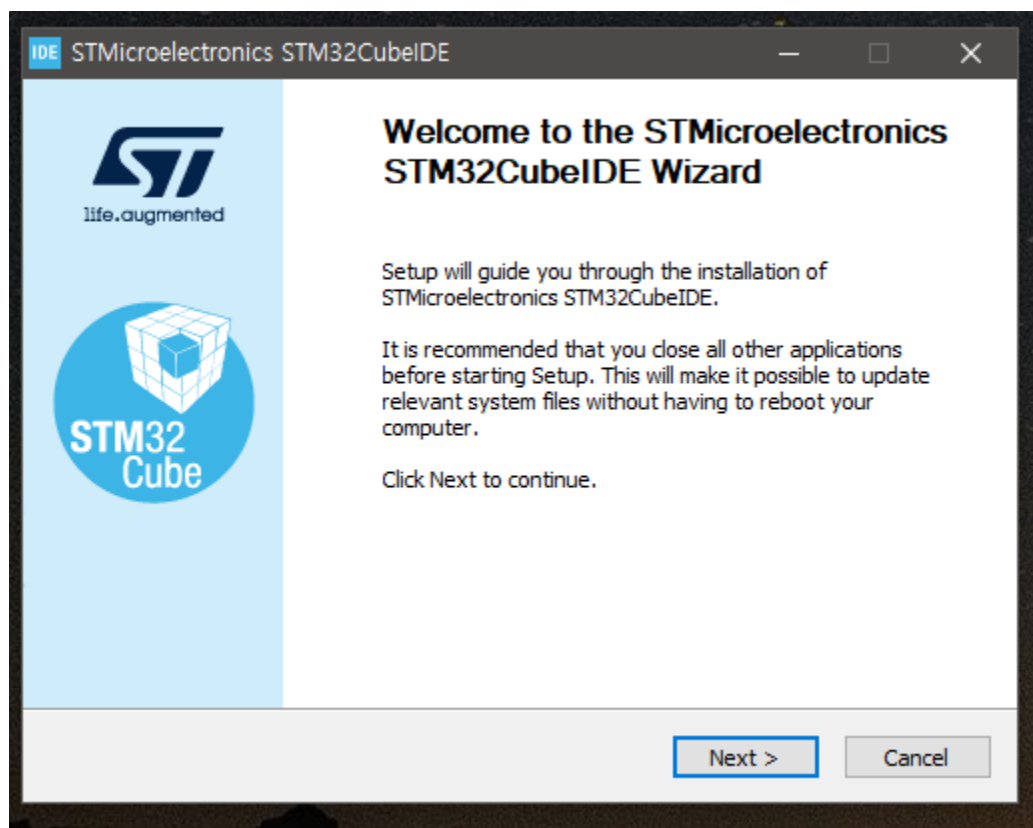 IDE STMicroelectronics STM32CubeIDE
life.augmented
STM32
Cube
Welcome to the STMicroelectronics
STM32CubeIDE Wizard
Setup will guide you through the installation of
STMicroelectronics STM32CubeIDE.
It is recommended that you close all other applications
before starting Setup. This will make it possible to update
relevant system files without having to reboot your
computer.
Click Next to continue.
Next > Cancel